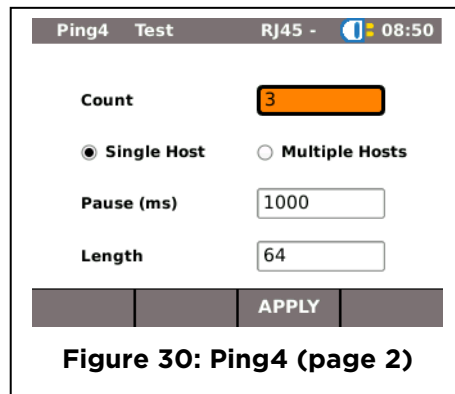 Ping4 Test RJ45 - 08:50
Count 3
Single Host Multiple Hosts
Pause (ms) 1000
Length 64
APPLY
Figure 30: Ping4 (page 2)